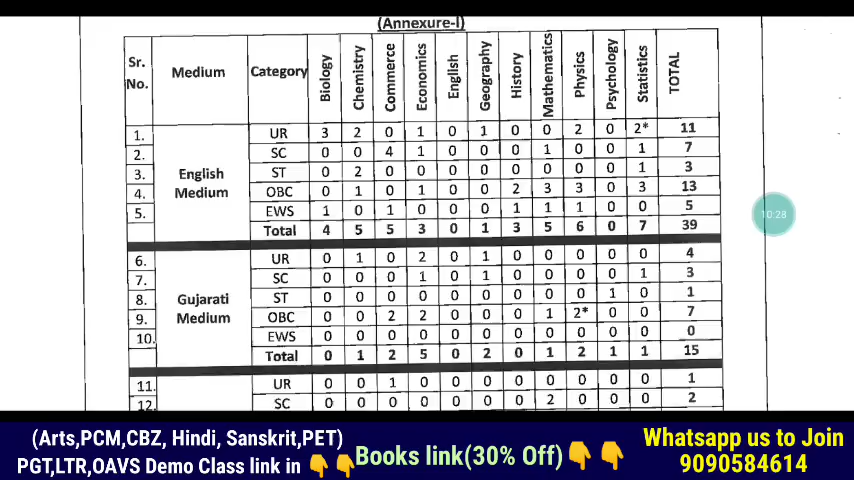 (Annexure-I)
Sr. No. Medium Category Biology Chemistry Commerce Economics English Geography History Mathematics Physics Psychology Statistics TOTAL
1. English Medium UR 3 2 0 1 0 1 0 0 2 0 2* 11
2. SC 0 0 4 1 0 0 0 1 0 0 1 7
3. ST 0 2 0 0 0 0 0 0 0 0 1 3
4. OBC 0 1 0 1 0 0 2 3 3 0 3 13
5. EWS 1 0 1 0 0 0 1 1 1 0 0 5
Total 4 5 5 3 0 1 3 5 6 0 7 39
6. Gujarati Medium UR 0 1 0 2 0 1 0 0 0 0 0 4
7. SC 0 0 0 1 0 1 0 0 0 0 1 3
8. ST 0 0 0 0 0 0 0 0 0 1 0 1
9. OBC 0 0 2 2 0 0 0 1 2* 0 0 7
10. EWS 0 0 0 0 0 0 0 0 0 0 0 0
Total 0 1 2 5 0 2 0 1 2 1 1 15
11. UR 0 0 1 0 0 0 0 0 0 0 0 1
12. SC 0 0 0 0 0 0 0 2 0 0 0 2
10:28
(Arts,PCM,CBZ, Hindi, Sanskrit,PET)
PGT,LTR,OAVS Demo Class link in 👇 👇
Books link(30% Off) 👇 👇
Whatsapp us to Join
9090584614